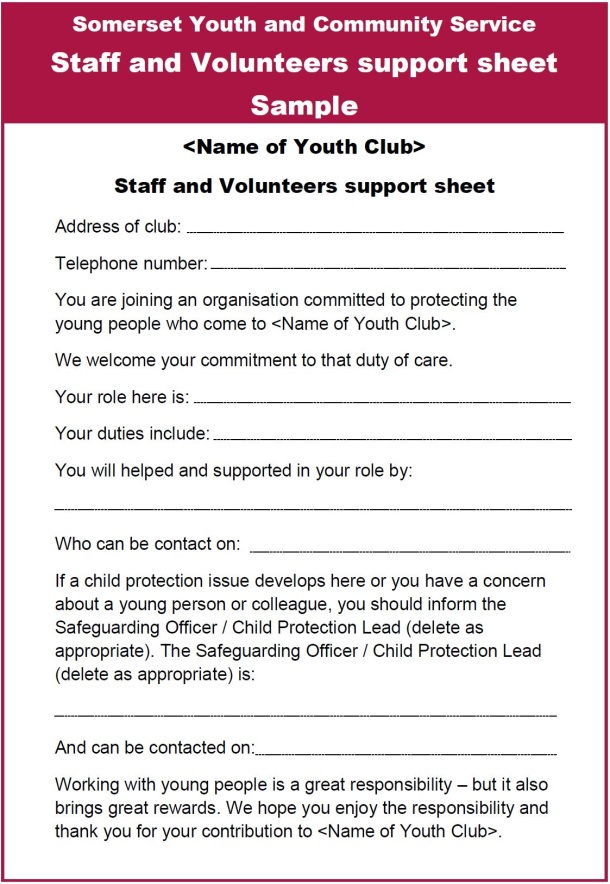 Somerset Youth and Community Service
Staff and Volunteers support sheet
Sample
<Name of Youth Club>
Staff and Volunteers support sheet
Address of club:
Telephone number:
You are joining an organisation committed to protecting the
young people who come to <Name of Youth Club>.
We welcome your commitment to that duty of care.
Your role here is:
Your duties include:
You will helped and supported in your role by:
Who can be contact on:
If a child protection issue develops here or you have a concern
about a young person or colleague, you should inform the
Safeguarding Officer / Child Protection Lead (delete as
appropriate). The Safeguarding Officer / Child Protection Lead
(delete as appropriate) is:
And can be contacted on:
Working with young people is a great responsibility – but it also
brings great rewards. We hope you enjoy the responsibility and
thank you for your contribution to <Name of Youth Club>.